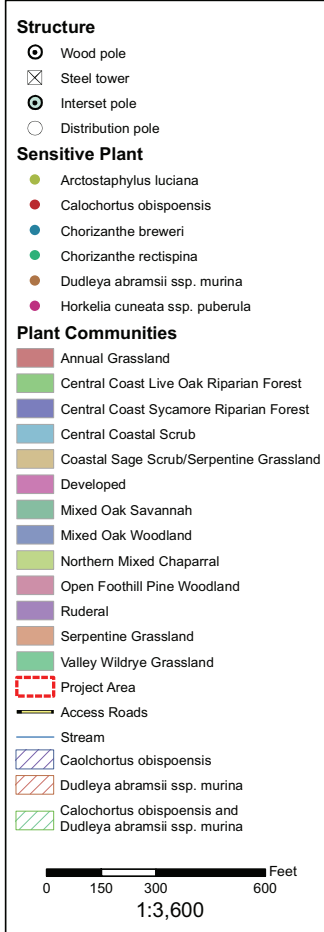 Structure
Wood pole
Steel tower
Interset pole
Distribution pole
Sensitive Plant
Arctostaphylus luciana
Calochortus obispoensis
Chorizanthe breweri
Chorizanthe rectispina
Dudleya abramsii ssp. murina
Horkelia cuneata ssp. puberula
Plant Communities
Annual Grassland
Central Coast Live Oak Riparian Forest
Central Coast Sycamore Riparian Forest
Central Coastal Scrub
Coastal Sage Scrub/Serpentine Grassland
Developed
Mixed Oak Savannah
Mixed Oak Woodland
Northern Mixed Chaparral
Open Foothill Pine Woodland
Ruderal
Serpentine Grassland
Valley Wildrye Grassland
Project Area
Access Roads
Stream
Caolchortus obispoensis
Dudleya abramsii ssp. murina
Calochortus obispoensis and
Dudleya abramsii ssp. murina
Feet
0 150 300 600
1:3,600